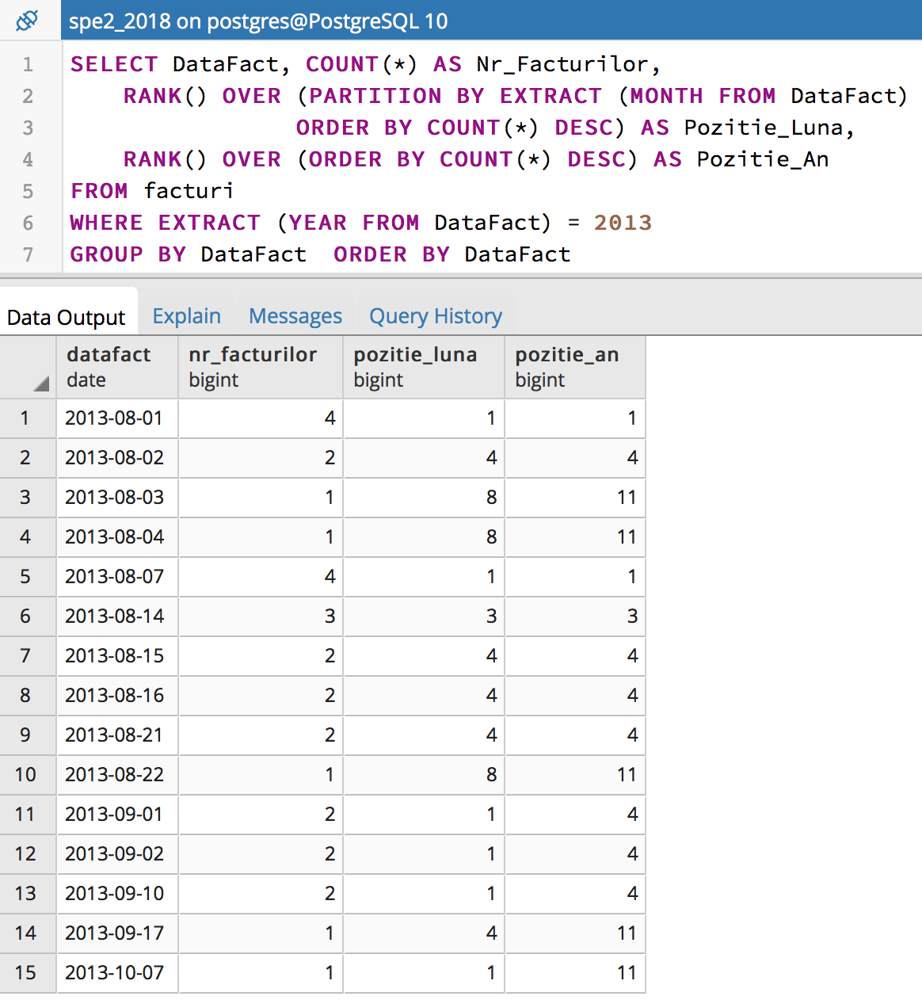 spe2_2018 on postgres@PostgreSQL 10
1 SELECT DataFact, COUNT(*) AS Nr_Facturilor,
2 RANK() OVER (PARTITION BY EXTRACT (MONTH FROM DataFact)
3 ORDER BY COUNT(*) DESC) AS Pozitie_Luna,
4 RANK() OVER (ORDER BY COUNT(*) DESC) AS Pozitie_An
5 FROM facturi
6 WHERE EXTRACT (YEAR FROM DataFact) = 2013
7 GROUP BY DataFact  ORDER BY DataFact
Data Output Explain Messages Query History
datafact nr_facturilor pozitie_luna pozitie_an
date bigint bigint bigint
1 2013-08-01 4 1 1
2 2013-08-02 2 4 4
3 2013-08-03 1 8 11
4 2013-08-04 1 8 11
5 2013-08-07 4 1 1
6 2013-08-14 3 3 3
7 2013-08-15 2 4 4
8 2013-08-16 2 4 4
9 2013-08-21 2 4 4
10 2013-08-22 1 8 11
11 2013-09-01 2 1 4
12 2013-09-02 2 1 4
13 2013-09-10 2 1 4
14 2013-09-17 1 4 11
15 2013-10-07 1 1 11